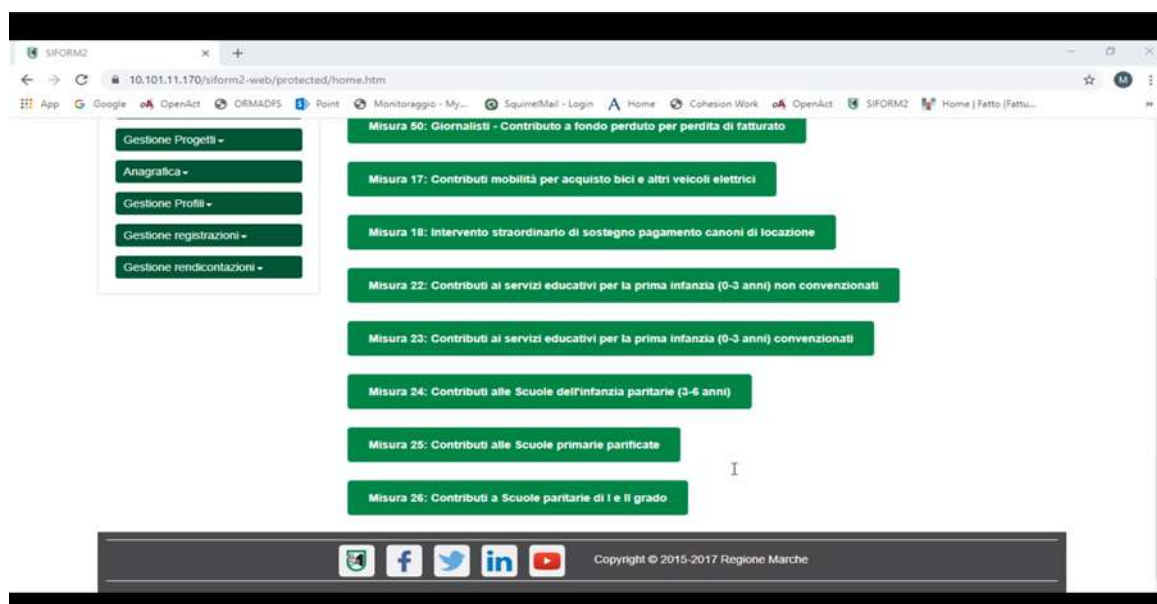 SIFORM2
10.101.11.170/siform2-web/protected/home.htm
M
App Google OpenAct ORMADFS Point Monitoraggio - My... SquirrelMail - Login Home Cohesion Work OpenAct SIFORM2 Home | Fatto (Fattu...
Gestione Progetti
Anagrafica
Gestione Profili
Gestione registrazioni
Gestione rendicontazioni
Misura 50: Giornalisti - Contributo a fondo perduto per perdita di fatturato
Misura 17: Contributi mobilità per acquisto bici e altri veicoli elettrici
Misura 18: Intervento straordinario di sostegno pagamento canoni di locazione
Misura 22: Contributi ai servizi educativi per la prima infanzia (0-3 anni) non convenzionati
Misura 23: Contributi ai servizi educativi per la prima infanzia (0-3 anni) convenzionati
Misura 24: Contributi alle Scuole dell'infanzia paritarie (3-6 anni)
Misura 25: Contributi alle Scuole primarie parificate
Misura 26: Contributi a Scuole paritarie di I e II grado
Copyright © 2015-2017 Regione Marche